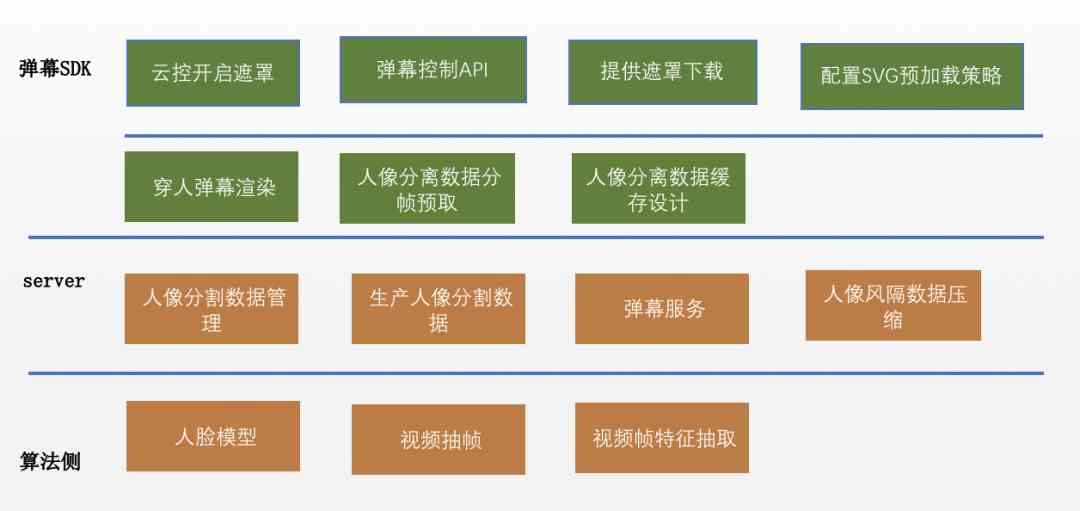 弹幕SDK
云控开启遮罩
弹幕控制API
提供遮罩下载
配置SVG预加载策略
穿人弹幕渲染
人像分离数据分
帧预取
人像分离数据缓
存设计
server
人像分割数据管
理
生产人像分割数
据
弹幕服务
人像风隔数据压
缩
算法侧
人脸模型
视频抽帧
视频帧特征抽取